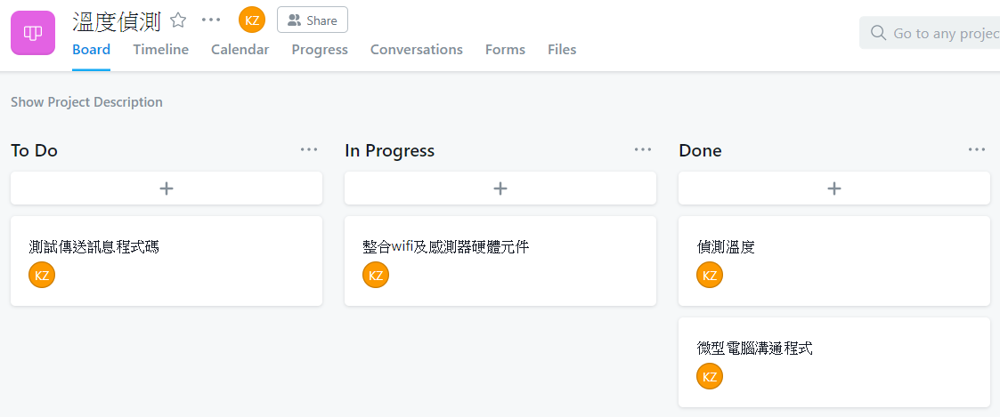 溫度偵測
KZ
Share
Go to any projec
Board Timeline Calendar Progress Conversations Forms Files
Show Project Description
To Do
測試傳送訊息程式碼
KZ
In Progress
整合wifi及感測器硬體元件
KZ
Done
偵測溫度
KZ
微型電腦溝通程式
KZ